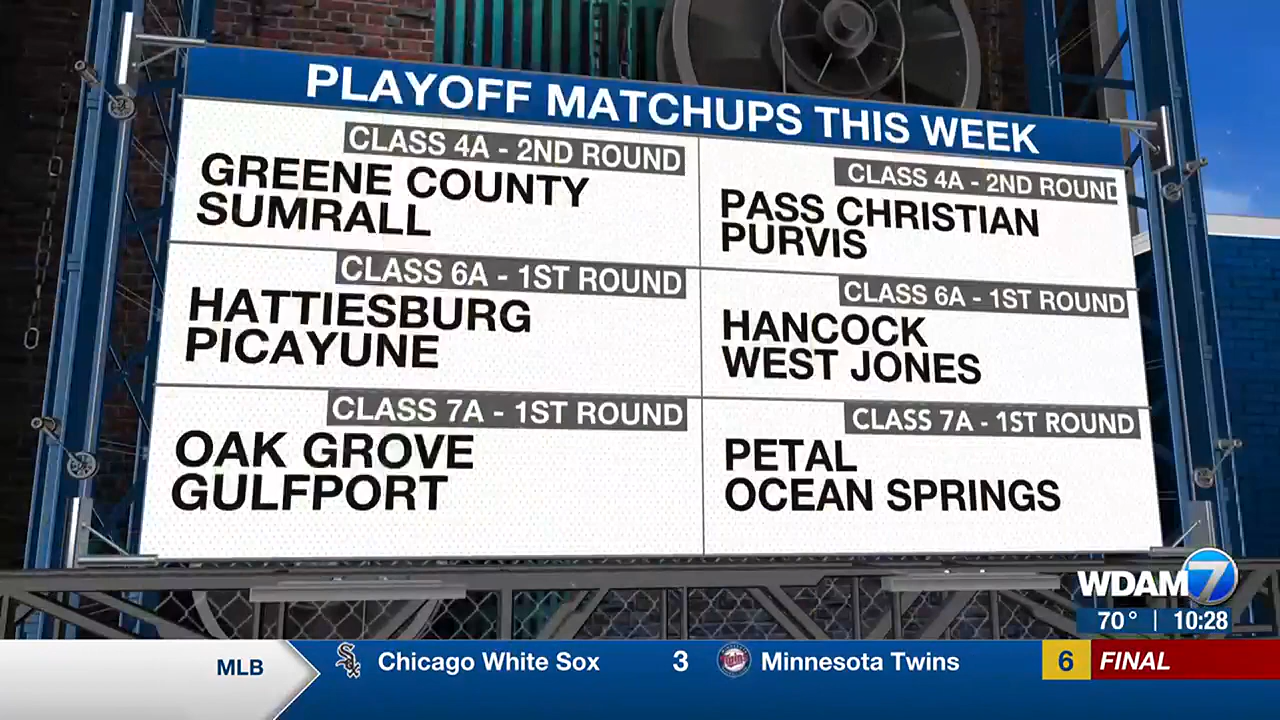 PLAYOFF MATCHUPS THIS WEEK
CLASS 4A - 2ND ROUND
GREENE COUNTY
SUMRALL
CLASS 4A - 2ND ROUND
PASS CHRISTIAN
PURVIS
CLASS 6A - 1ST ROUND
HATTIESBURG
PICAYUNE
CLASS 6A - 1ST ROUND
HANCOCK
WEST JONES
CLASS 7A - 1ST ROUND
OAK GROVE
GULFPORT
CLASS 7A - 1ST ROUND
PETAL
OCEAN SPRINGS
WDAM 7
70° | 10:28
MLB Chicago White Sox 3 Twins Minnesota Twins 6 FINAL